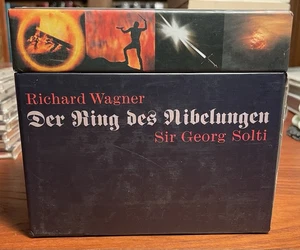 Richard Wagner
Der Ring des Nibelungen
Sir Georg Solti